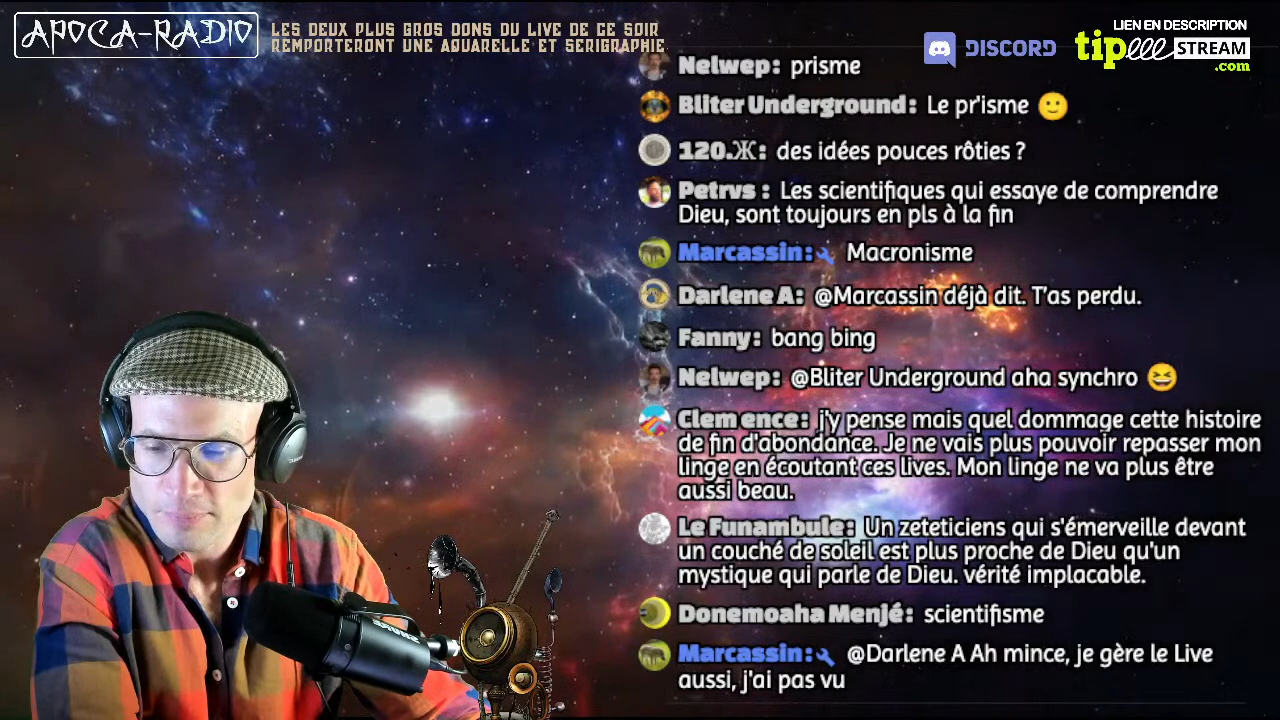 APOCA-RADIO
LES DEUX PLUS GROS DONS DU LIVE DE CE SOIR
REMPORTERONT UNE AQUARELLE ET SERIGRAPHIE
LIEN EN DESCRIPTION
DISCORD
tipeee STREAM
.com
Nelwep: prisme
Bliter Underground: Le pr'isme 🙂
120.Ж: des idées pouces rôties ?
Petrvs : Les scientifiques qui essaye de comprendre
Dieu, sont toujours en pls à la fin
Marcassin: Macronisme
Darlene A: @Marcassin déjà dit. T'as perdu.
Fanny: bang bing
Nelwep: @Bliter Underground aha synchro 😆
Clem ence: j'y pense mais quel dommage cette histoire
de fin d'abondance. Je ne vais plus pouvoir repasser mon
linge en écoutant ces lives. Mon linge ne va plus être
aussi beau.
Le Funambule: Un zeteticiens qui s'émerveille devant
un couché de soleil est plus proche de Dieu qu'un
mystique qui parle de Dieu. vérité implacable.
Donemoaha Menjé: scientifisme
Marcassin: @Darlene A Ah mince, je gère le Live
aussi, j'ai pas vu